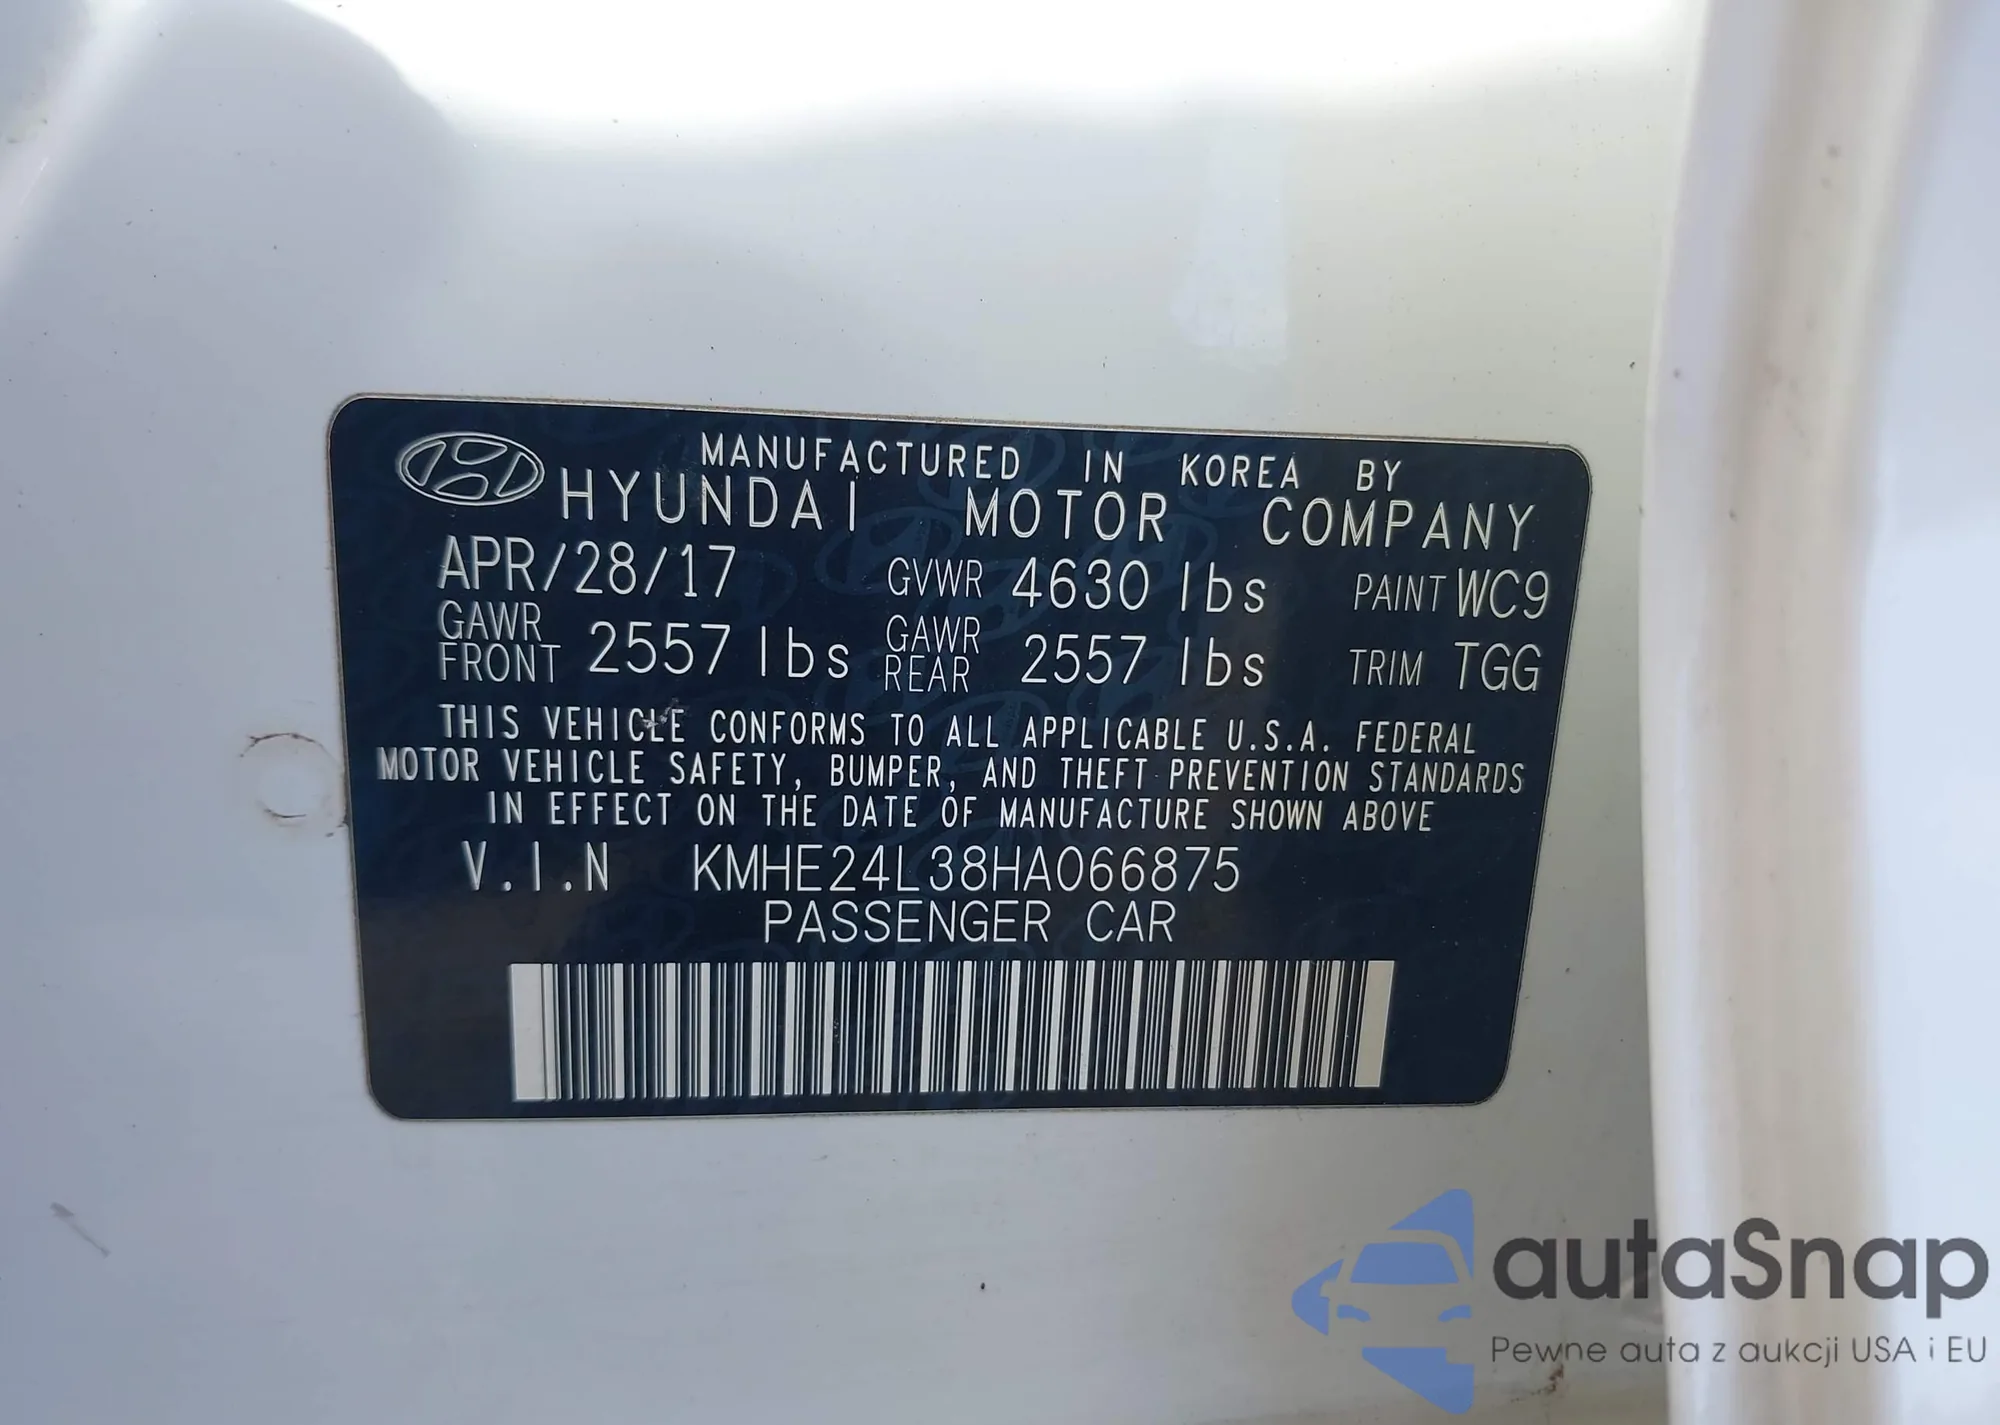 MANUFACTURED IN KOREA BY
HYUNDAI MOTOR COMPANY
APR/28/17 GVWR 4630 lbs PAINT WC9
GAWR FRONT 2557 lbs GAWR REAR 2557 lbs TRIM TGG
THIS VEHICLE CONFORMS TO ALL APPLICABLE U.S.A. FEDERAL
MOTOR VEHICLE SAFETY, BUMPER, AND THEFT PREVENTION STANDARDS
IN EFFECT ON THE DATE OF MANUFACTURE SHOWN ABOVE
V.I.N KMHE24L38HA066875
PASSENGER CAR
autaSnap
Pewne auta z aukcji USA i EU